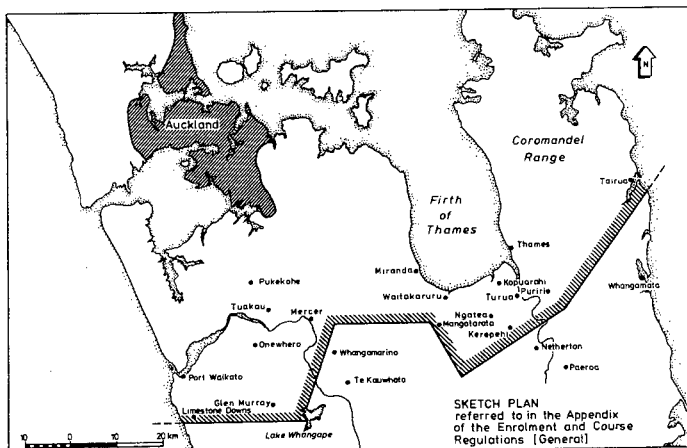 N
Auckland
Coromandel
Range
Tairua
Firth
of
Thames
Thames
Miranda
Kopuarahi
Puriri
Whangamata
Pukekohe
Waitakaruru
Turua
Tuakau
Mercer
Ngatea
Mangatarata
Kerepehi
Onewhero
Whangamarino
Netherton
Paeroa
Port Waikato
Te Kauwhata
Glen Murray
Limestone Downs
Lake Whangape
10 0 10 20 km
SKETCH PLAN
referred to in the Appendix
of the Enrolment and Course
Regulations [General]